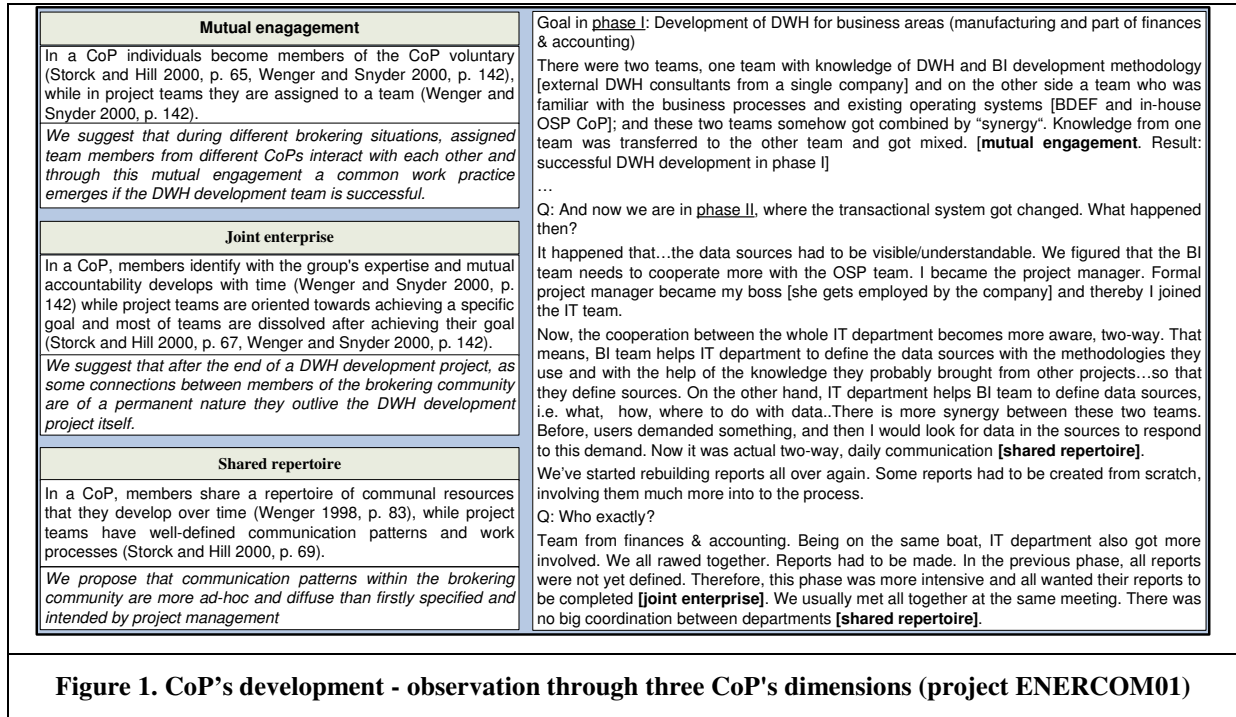 Mutual enagagement
In a CoP individuals become members of the CoP voluntary
(Storck and Hill 2000, p. 65, Wenger and Snyder 2000, p. 142),
while in project teams they are assigned to a team (Wenger and
Snyder 2000, p. 142).
We suggest that during different brokering situations, assigned
team members from different CoPs interact with each other and
through this mutual engagement a common work practice
emerges if the DWH development team is successful.
Joint enterprise
In a CoP, members identify with the group's expertise and mutual
accountability develops with time (Wenger and Snyder 2000, p.
142) while project teams are oriented towards achieving a specific
goal and most of teams are dissolved after achieving their goal
(Storck and Hill 2000, p. 67, Wenger and Snyder 2000, p. 142).
We suggest that after the end of a DWH development project, as
some connections between members of the brokering community
are of a permanent nature they outlive the DWH development
project itself.
Shared repertoire
In a CoP, members share a repertoire of communal resources
that they develop over time (Wenger 1998, p. 83), while project
teams have well-defined communication patterns and work
processes (Storck and Hill 2000, p. 69).
We propose that communication patterns within the brokering
community are more ad-hoc and diffuse than firstly specified and
intended by project management
Goal in phase I: Development of DWH for business areas (manufacturing and part of finances
& accounting)
There were two teams, one team with knowledge of DWH and BI development methodology
[external DWH consultants from a single company] and on the other side a team who was
familiar with the business processes and existing operating systems [BDEF and in-house
OSP CoP]; and these two teams somehow got combined by "synergy“. Knowledge from one
team was transferred to the other team and got mixed. [mutual engagement. Result:
successful DWH development in phase I]
…
Q: And now we are in phase II, where the transactional system got changed. What happened
then?
It happened that…the data sources had to be visible/understandable. We figured that the BI
team needs to cooperate more with the OSP team. I became the project manager. Formal
project manager became my boss [she gets employed by the company] and thereby I joined
the IT team.
Now, the cooperation between the whole IT department becomes more aware, two-way. That
means, BI team helps IT department to define the data sources with the methodologies they
use and with the help of the knowledge they probably brought from other projects…so that
they define sources. On the other hand, IT department helps BI team to define data sources,
i.e. what, how, where to do with data..There is more synergy between these two teams.
Before, users demanded something, and then I would look for data in the sources to respond
to this demand. Now it was actual two-way, daily communication [shared repertoire].
We've started rebuilding reports all over again. Some reports had to be created from scratch,
involving them much more into to the process.
Q: Who exactly?
Team from finances & accounting. Being on the same boat, IT department also got more
involved. We all rawed together. Reports had to be made. In the previous phase, all reports
were not yet defined. Therefore, this phase was more intensive and all wanted their reports to
be completed [joint enterprise]. We usually met all together at the same meeting. There was
no big coordination between departments [shared repertoire].
Figure 1. CoP's development - observation through three CoP's dimensions (project ENERCOM01)